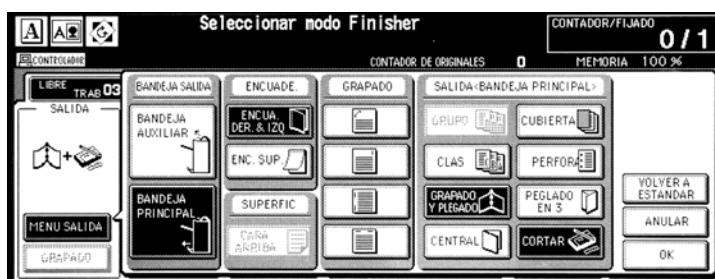 A
A
Seleccionar modo Finisher
CONTADOR/FIJADO
0/1
CONTROLADOR
CONTADOR DE ORIGINALES 0 MEMORIA 100 %
LIBRE TRAB 03
SALIDA
MENU SALIDA
GRAPADO
BANDEJA SALIDA
BANDEJA
AUXILIAR
BANDEJA
PRINCIPAL
ENCUADE.
ENCUA.
DER. & IZQ
ENC. SUP.
SUPERFIC
CARA
ARRIBA
GRAPADO
SALIDA<BANDEJA PRINCIPAL>
GRUPO
CUBIERTA
CLAS
PERFORA
GRAPADO
Y PLEGADO
PEGLADO
EN 3
CENTRAL
CORTAR
VOLVER A
ESTANDAR
ANULAR
OK